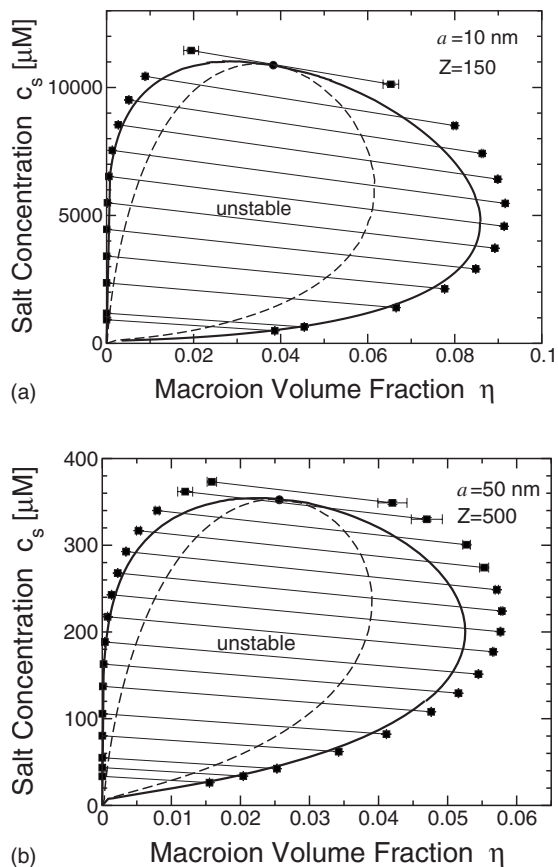 10000
5000
0
0
0.02
0.04
0.06
0.08
0.1
Salt Concentration c_s [μM]
a=10 nm
Z=150
unstable
(a)
Macroion Volume Fraction η
400
300
200
100
0
0
0.01
0.02
0.03
0.04
0.05
0.06
Salt Concentration c_s [μM]
a=50 nm
Z=500
unstable
(b)
Macroion Volume Fraction η